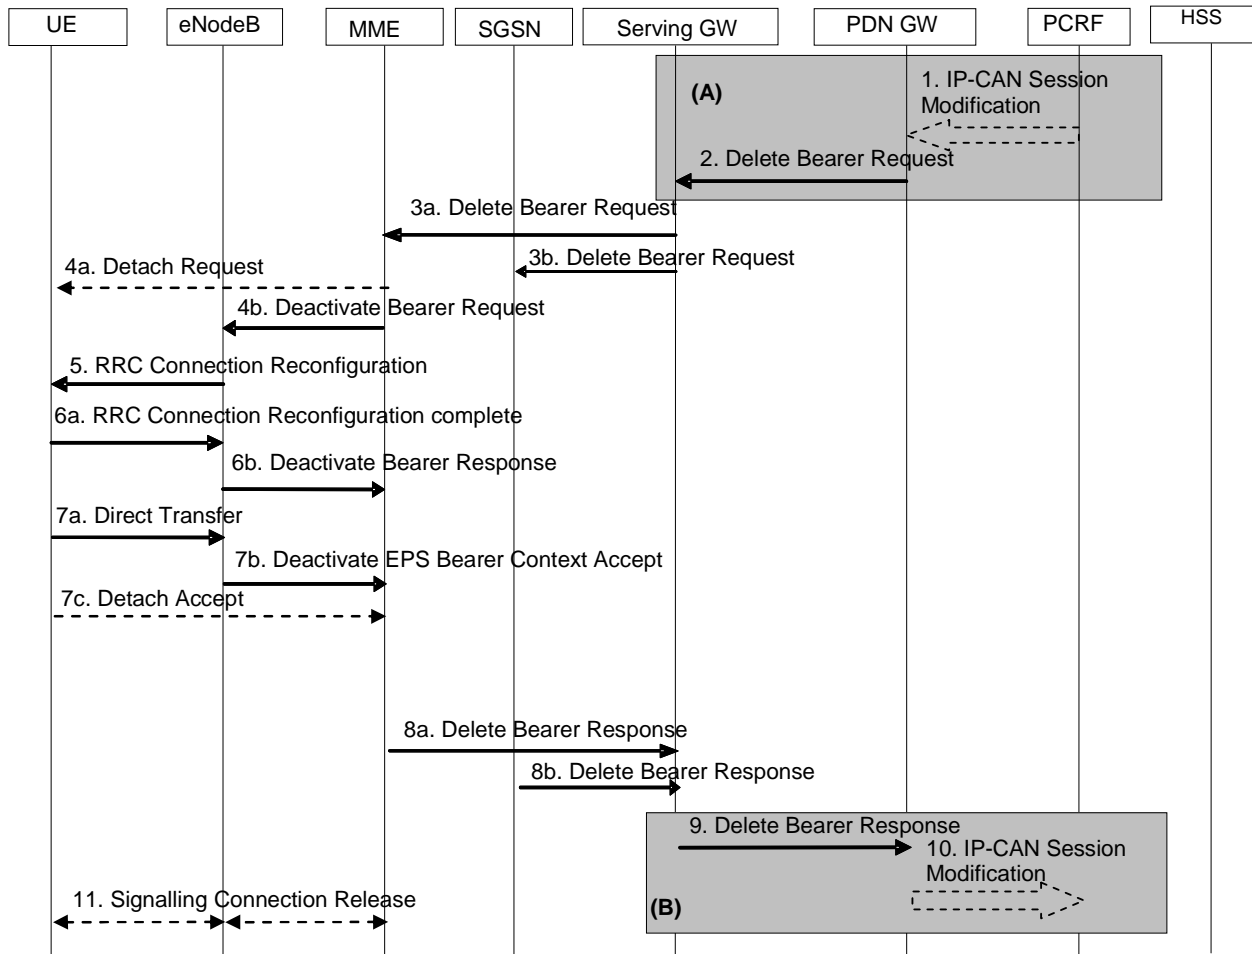 UE
eNodeB
MME
SGSN
Serving GW
PDN GW
PCRF
HSS
(A)
1. IP-CAN Session
Modification
2. Delete Bearer Request
3a. Delete Bearer Request
3b. Delete Bearer Request
4a. Detach Request
4b. Deactivate Bearer Request
5. RRC Connection Reconfiguration
6a. RRC Connection Reconfiguration complete
6b. Deactivate Bearer Response
7a. Direct Transfer
7b. Deactivate EPS Bearer Context Accept
7c. Detach Accept
8a. Delete Bearer Response
8b. Delete Bearer Response
9. Delete Bearer Response
10. IP-CAN Session
Modification
11. Signalling Connection Release
(B)